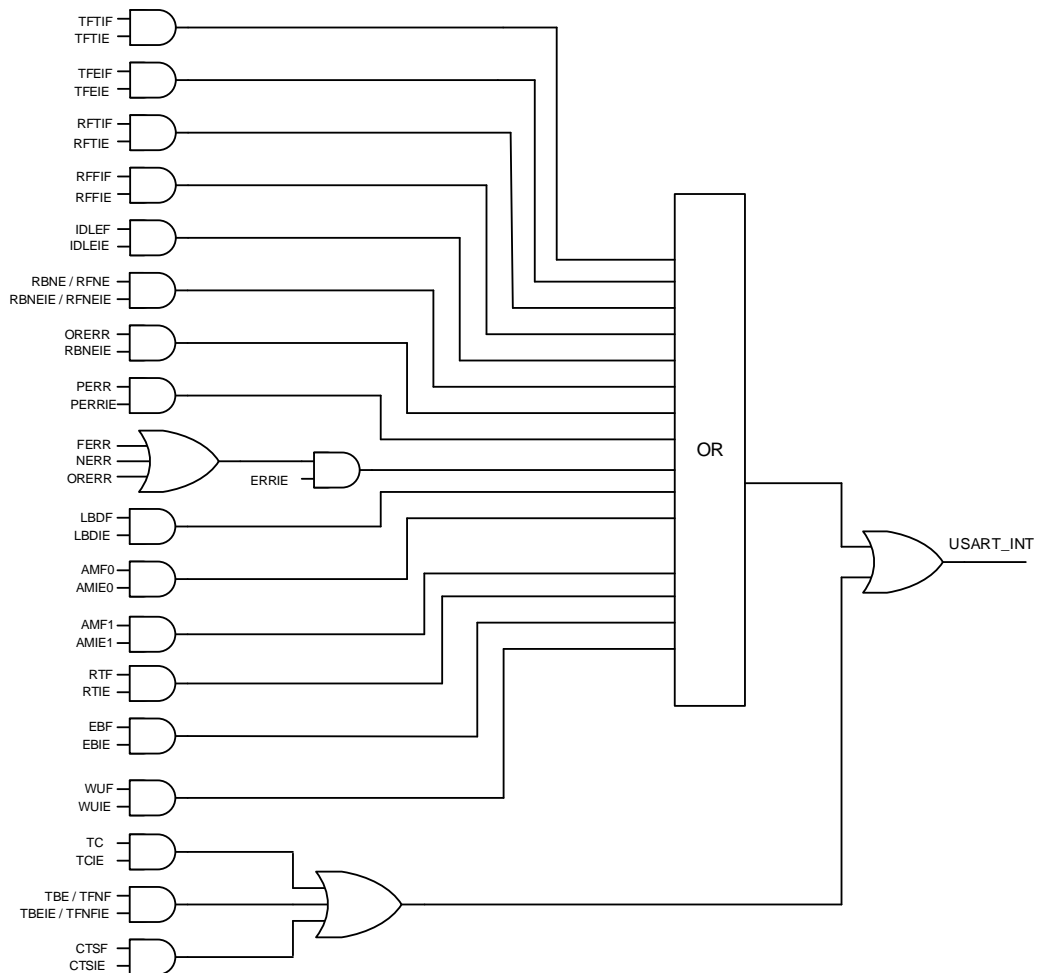 TFTIF
TFTIE
TFEIF
TFEIE
RFTIF
RFTIE
RFFIF
RFFIE
IDLEF
IDLEIE
RBNE / RFNE
RBNEIE / RFNEIE
ORERR
RBNEIE
PERR
PERRIE
FERR
NERR
ORERR
ERRIE
OR
LBDF
LBDIE
USART_INT
AMF0
AMIE0
AMF1
AMIE1
RTF
RTIE
EBF
EBIE
WUF
WUIE
TC
TCIE
TBE / TFNF
TBEIE / TFNFIE
CTSF
CTSIE